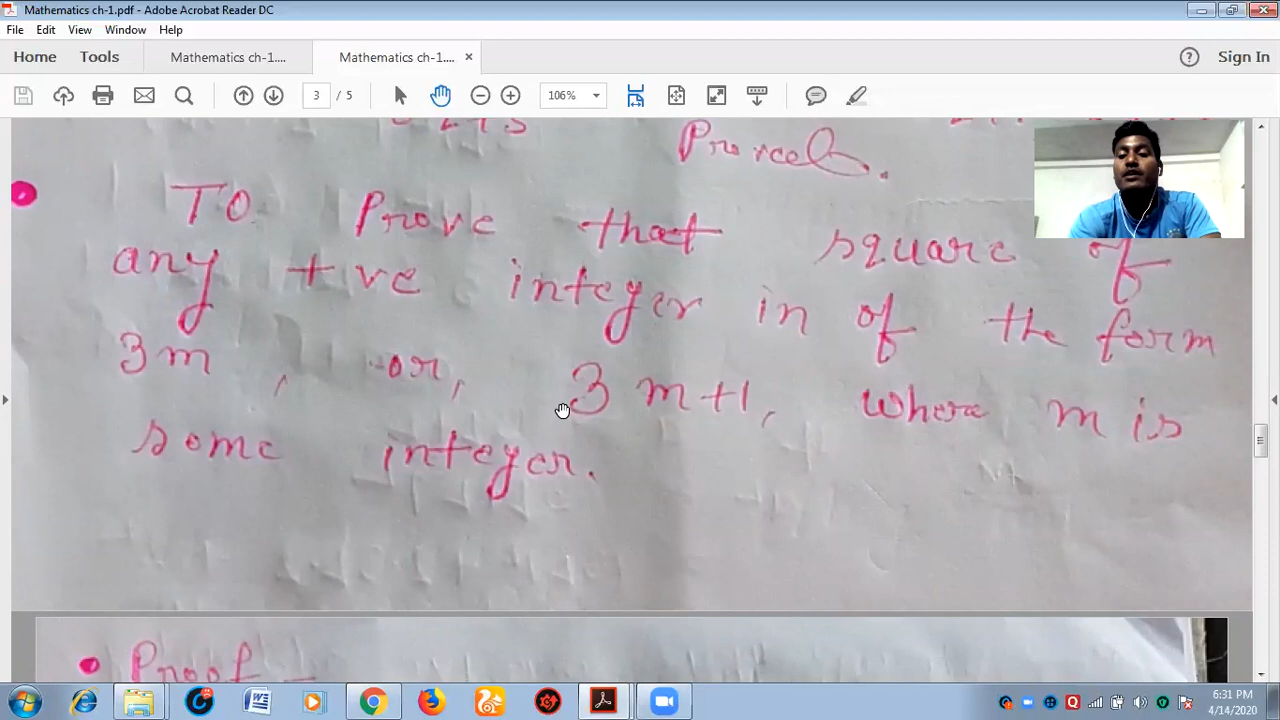 Mathematics ch-1.pdf - Adobe Acrobat Reader DC
File Edit View Window Help
Home Tools Mathematics ch-1.... Mathematics ch-1.... × Sign In
3 / 5 106%
Proved.
To Prove that square of
any +ve integer in of the form
3m, or, 3m+1, where m is
some integer.
Proof -
6:31 PM
4/14/2020